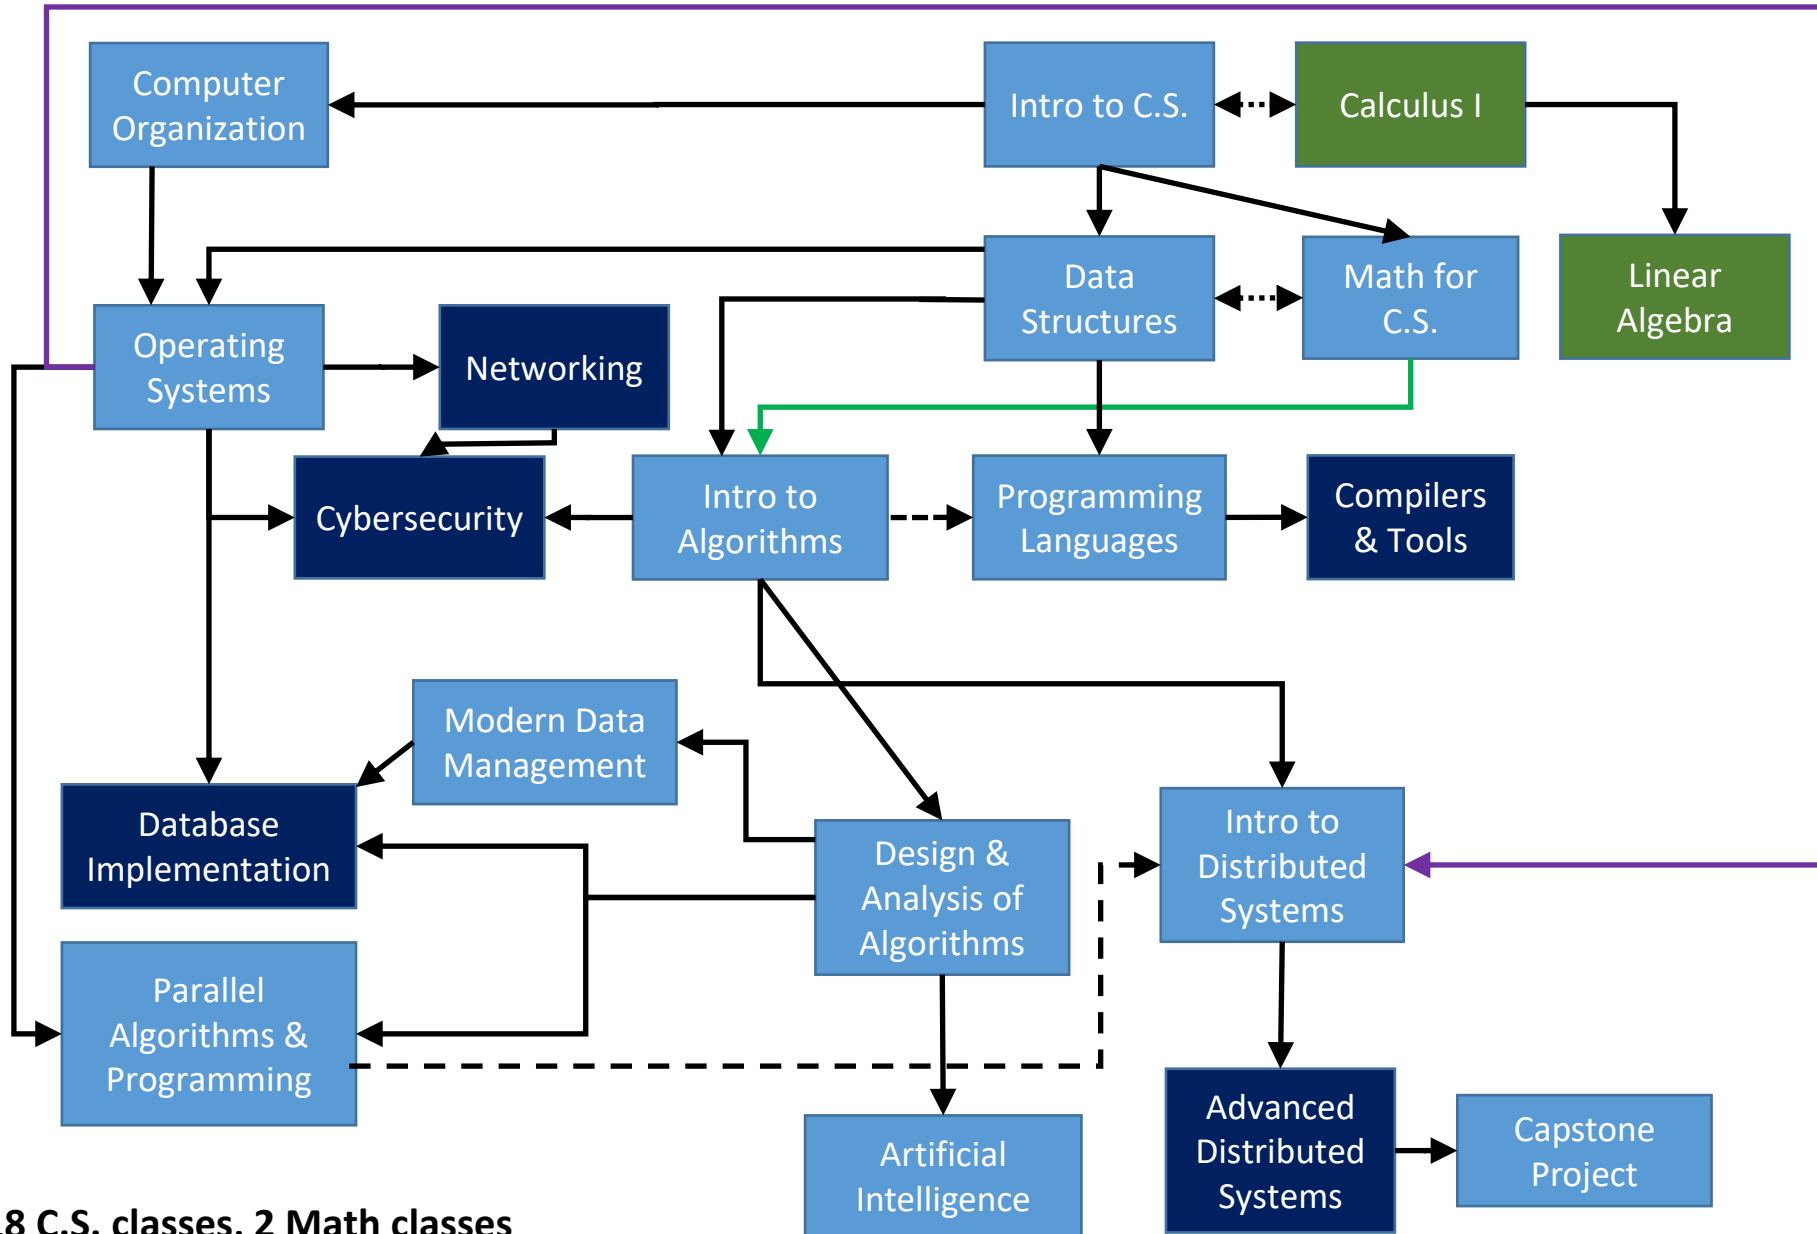 Computer
Organization
Intro to C.S.
Calculus I
Data
Structures
Math for
C.S.
Linear
Algebra
Operating
Systems
Networking
Cybersecurity
Intro to
Algorithms
Programming
Languages
Compilers
& Tools
Modern Data
Management
Database
Implementation
Design &
Analysis of
Algorithms
Intro to
Distributed
Systems
Parallel
Algorithms &
Programming
Artificial
Intelligence
Advanced
Distributed
Systems
Capstone
Project
8 C.S. classes, 2 Math classes